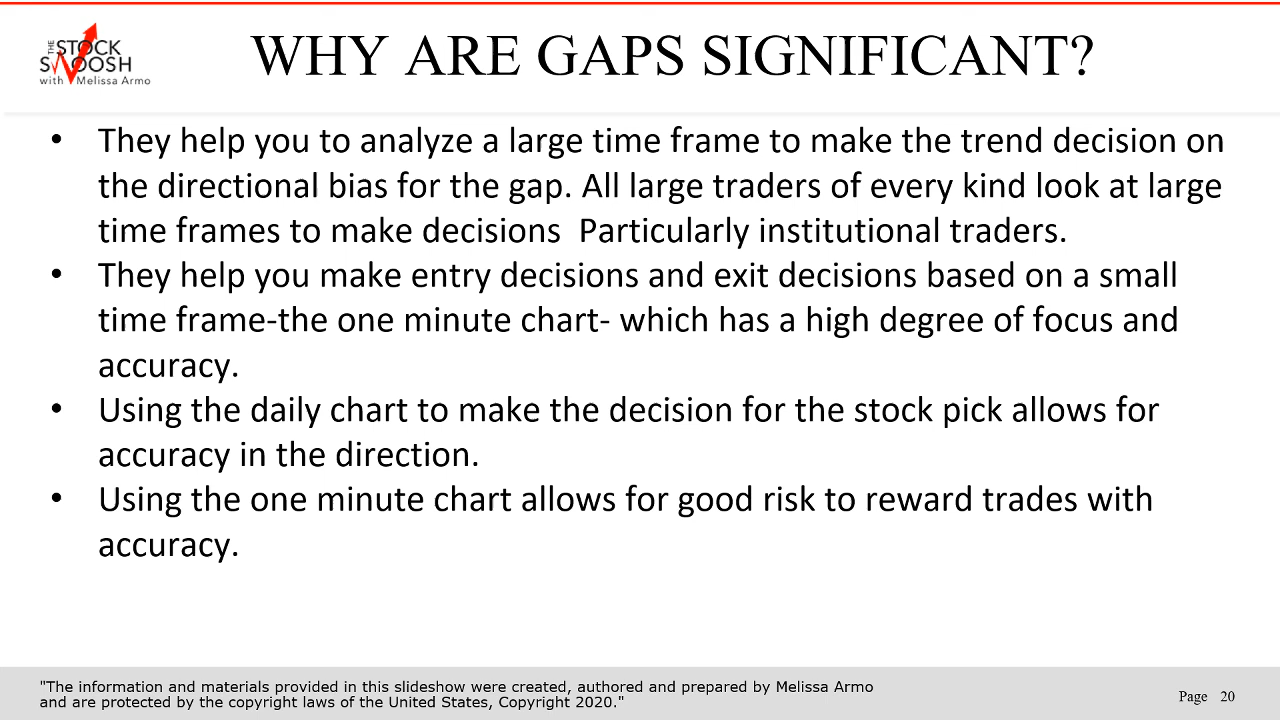 THE STOCK
SWOOSH
with Melissa Armo
WHY ARE GAPS SIGNIFICANT?
• They help you to analyze a large time frame to make the trend decision on
the directional bias for the gap. All large traders of every kind look at large
time frames to make decisions  Particularly institutional traders.
• They help you make entry decisions and exit decisions based on a small
time frame-the one minute chart- which has a high degree of focus and
accuracy.
• Using the daily chart to make the decision for the stock pick allows for
accuracy in the direction.
• Using the one minute chart allows for good risk to reward trades with
accuracy.
"The information and materials provided in this slideshow were created, authored and prepared by Melissa Armo
and are protected by the copyright laws of the United States, Copyright 2020."
Page 20